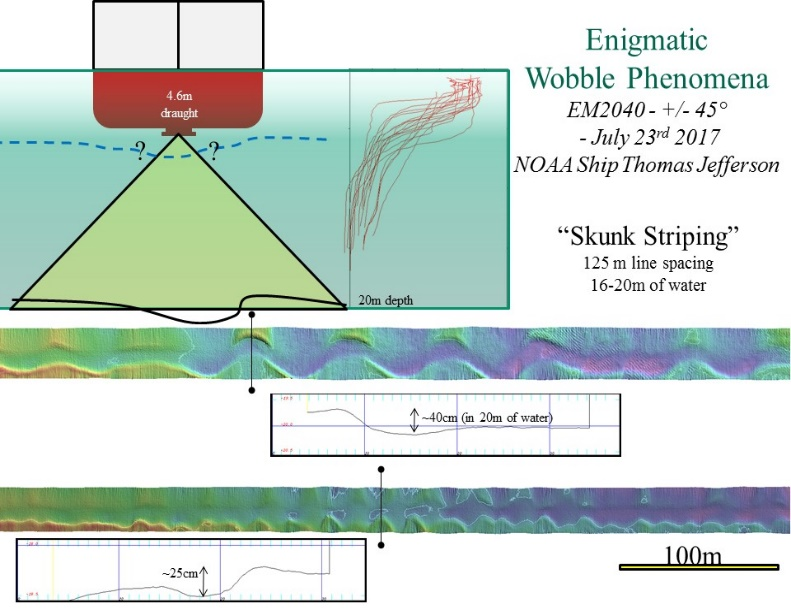 Enigmatic
Wobble Phenomena
EM2040 - +/- 45°
- July 23rd 2017
NOAA Ship Thomas Jefferson
4.6m
draught
? ?
"Skunk Striping"
125 m line spacing
16-20m of water
20m depth
~40cm (in 20m of water)
~25cm
100m